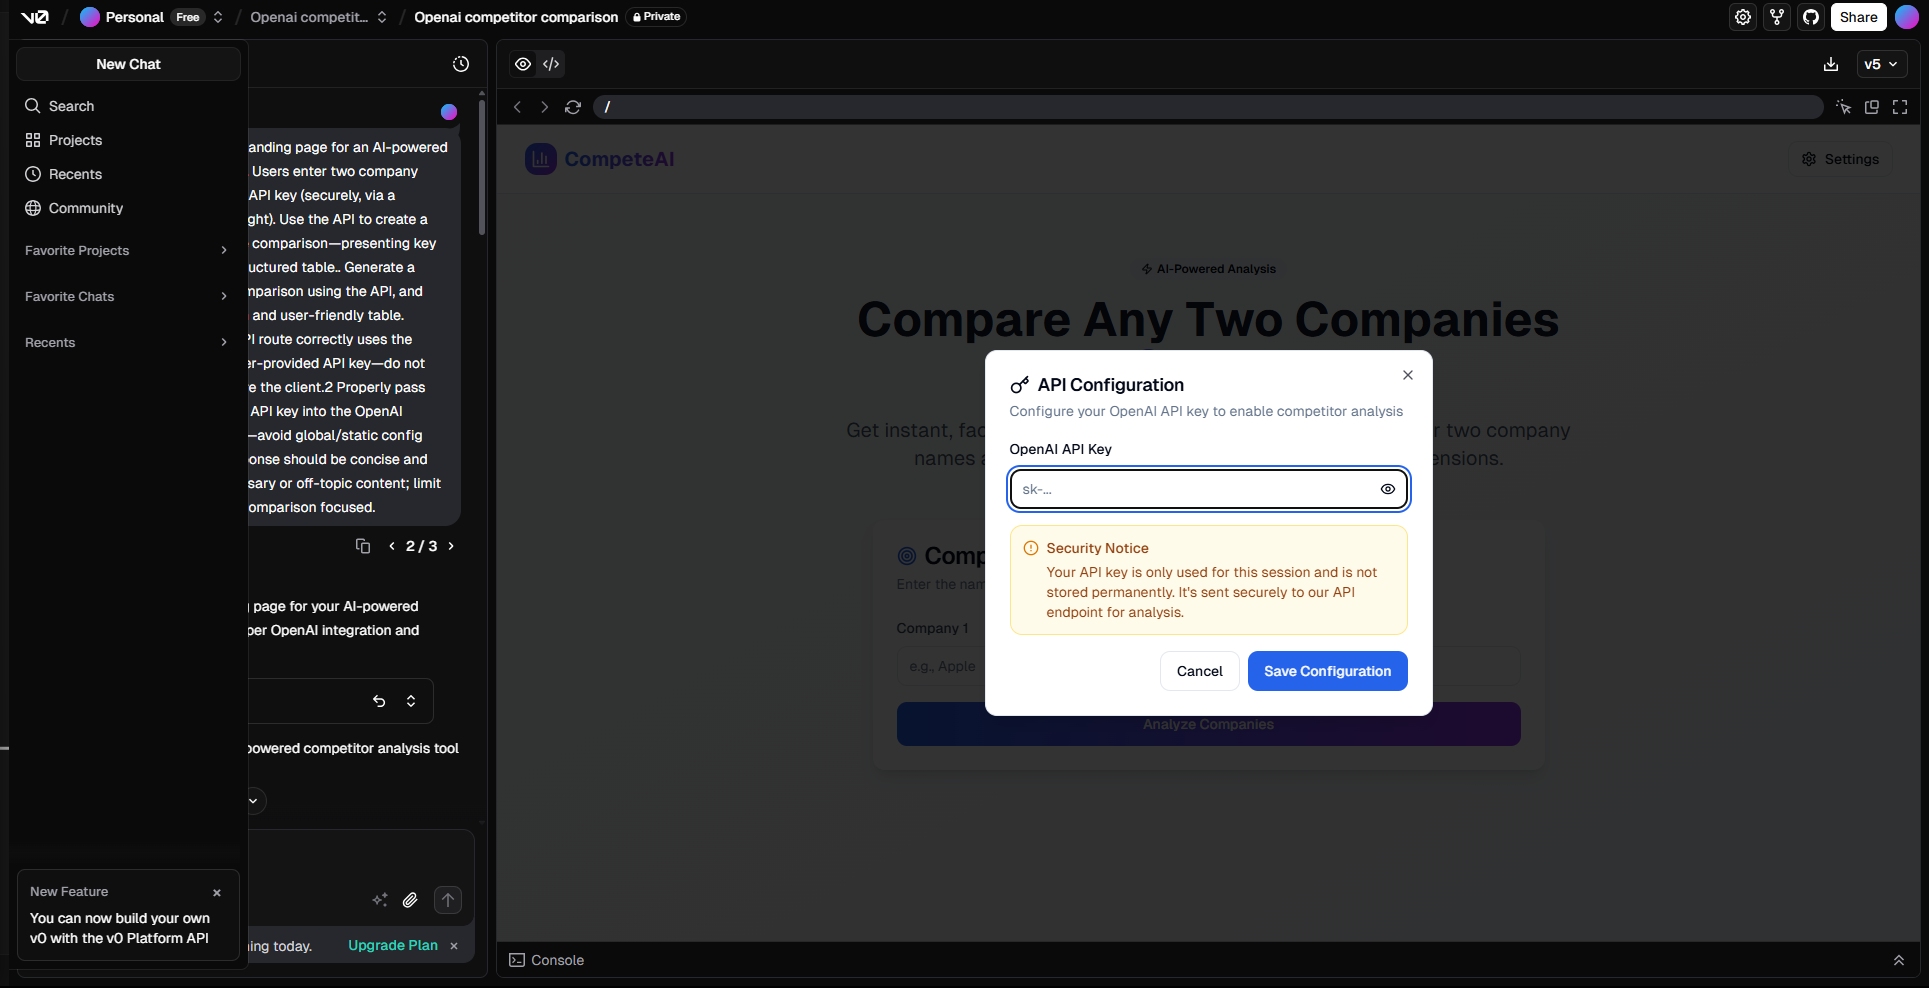 v0 / Personal Free / Openai competit... / Openai competitor comparison Private
Share
New Chat
Search
Projects
Recents
Community
Favorite Projects
Favorite Chats
Recents
New Feature
You can now build your own
v0 with the v0 Platform API
anding page for an AI-powered
Users enter two company
API key (securely, via a
ght). Use the API to create a
comparison—presenting key
uctured table.. Generate a
nparison using the API, and
and user-friendly table.
PI route correctly uses the
er-provided API key—do not
e the client.2 Properly pass
API key into the OpenAI
—avoid global/static config
onse should be concise and
sary or off-topic content; limit
omparison focused.
2 / 3
page for your AI-powered
per OpenAI integration and
powered competitor analysis tool
ing today.
Upgrade Plan
v5
/
CompeteAI
Settings
AI-Powered Analysis
Compare Any Two Companies
Get instant, fac
r two company
names
ensions.
Comp
Enter the nam
Company 1
e.g., Apple
Analyze Companies
API Configuration
Configure your OpenAI API key to enable competitor analysis
OpenAI API Key
sk-...
Security Notice
Your API key is only used for this session and is not
stored permanently. It's sent securely to our API
endpoint for analysis.
Cancel
Save Configuration
Console